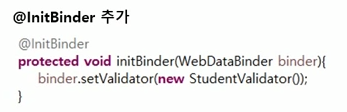 @InitBinder 추가
@InitBinder
protected void initBinder(WebDataBinder binder){
binder.setValidator(new StudentValidator());
}